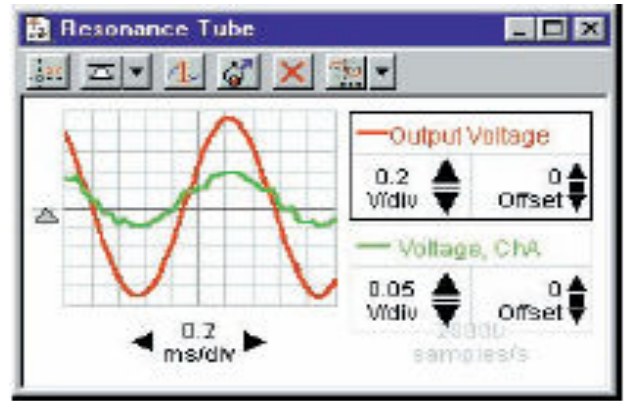 Resonance Tube
Output Voltage
0.2
V/div
0
Offset
Voltage, ChA
0.05
V/div
0
Offset
0.2
ms/div
samples/s